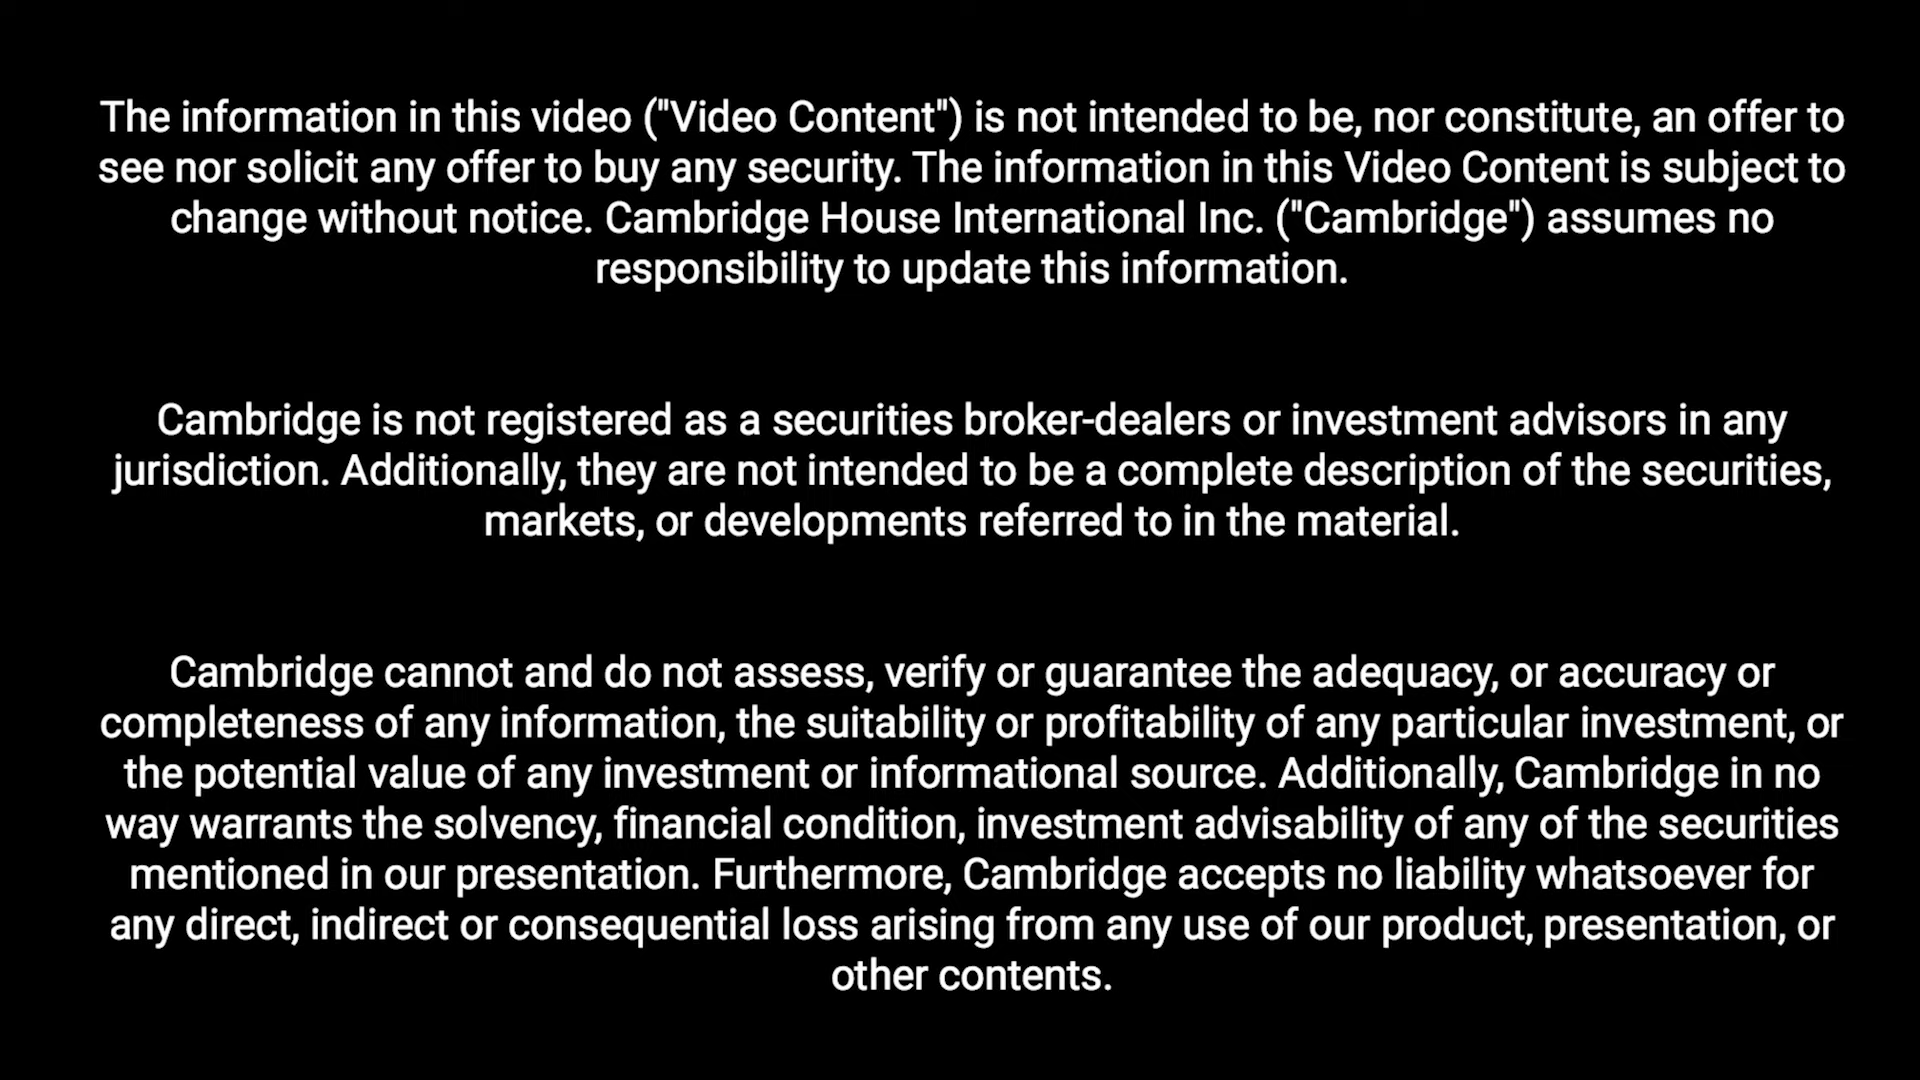 The information in this video ("Video Content") is not intended to be, nor constitute, an offer to
see nor solicit any offer to buy any security. The information in this Video Content is subject to
change without notice. Cambridge House International Inc. ("Cambridge") assumes no
responsibility to update this information.
Cambridge is not registered as a securities broker-dealers or investment advisors in any
jurisdiction. Additionally, they are not intended to be a complete description of the securities,
markets, or developments referred to in the material.
Cambridge cannot and do not assess, verify or guarantee the adequacy, or accuracy or
completeness of any information, the suitability or profitability of any particular investment, or
the potential value of any investment or informational source. Additionally, Cambridge in no
way warrants the solvency, financial condition, investment advisability of any of the securities
mentioned in our presentation. Furthermore, Cambridge accepts no liability whatsoever for
any direct, indirect or consequential loss arising from any use of our product, presentation, or
other contents.